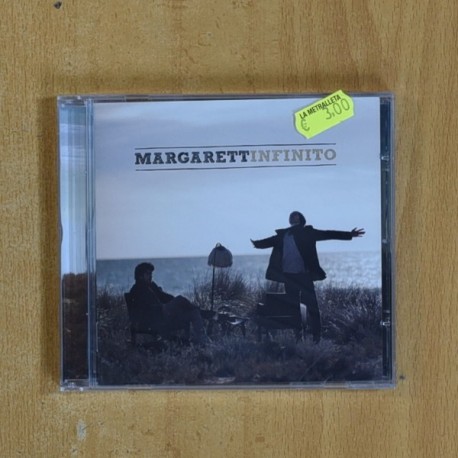 LA METRALLETA
€ 3,00
MARGARETTINFINITO